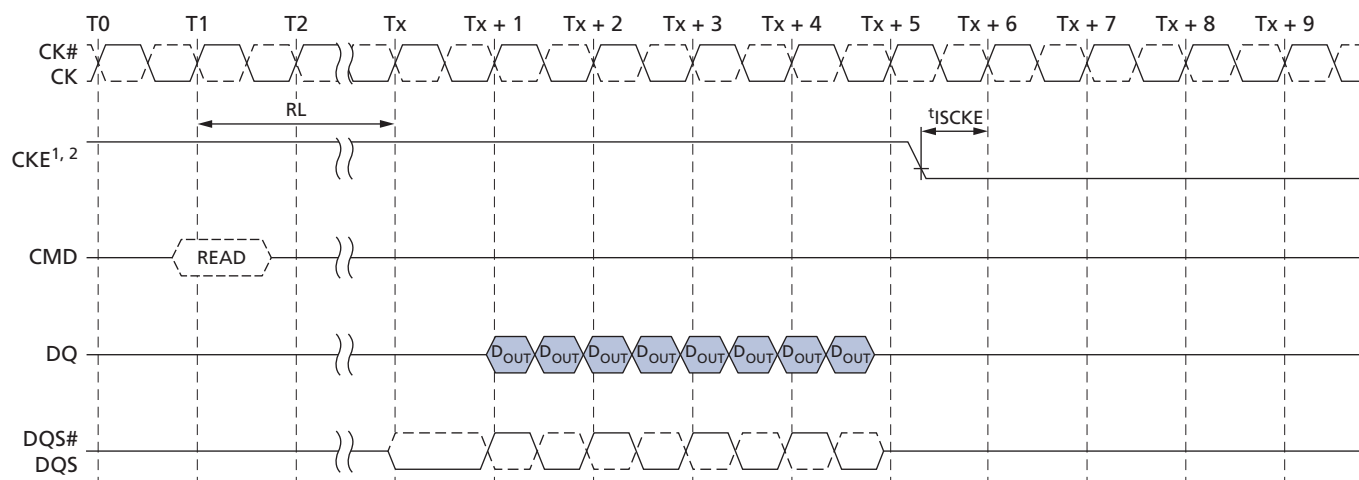 T0 T1 T2 Tx Tx + 1 Tx + 2 Tx + 3 Tx + 4 Tx + 5 Tx + 6 Tx + 7 Tx + 8 Tx + 9
CK#
CK
RL
tISCKE
CKE1, 2
CMD READ
DQ DOUT DOUT DOUT DOUT DOUT DOUT DOUT DOUT
DQS#
DQS